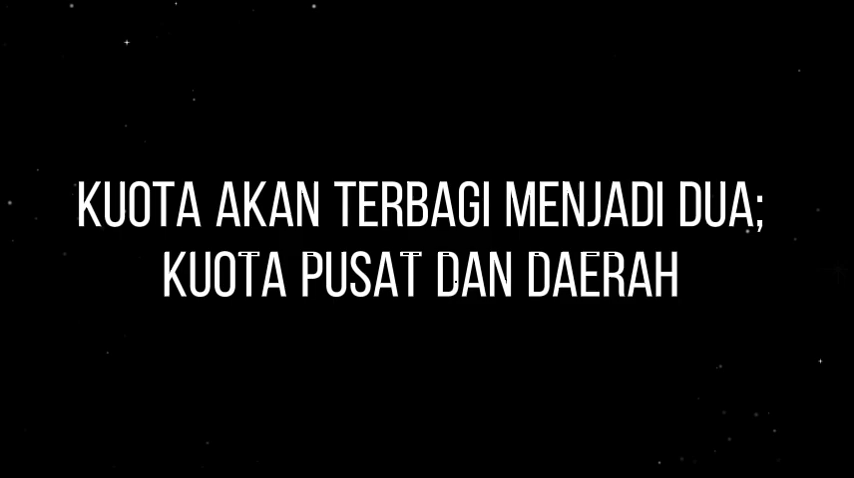 KUOTA AKAN TERBAGI MENJADI DUA;
KUOTA PUSAT DAN DAERAH